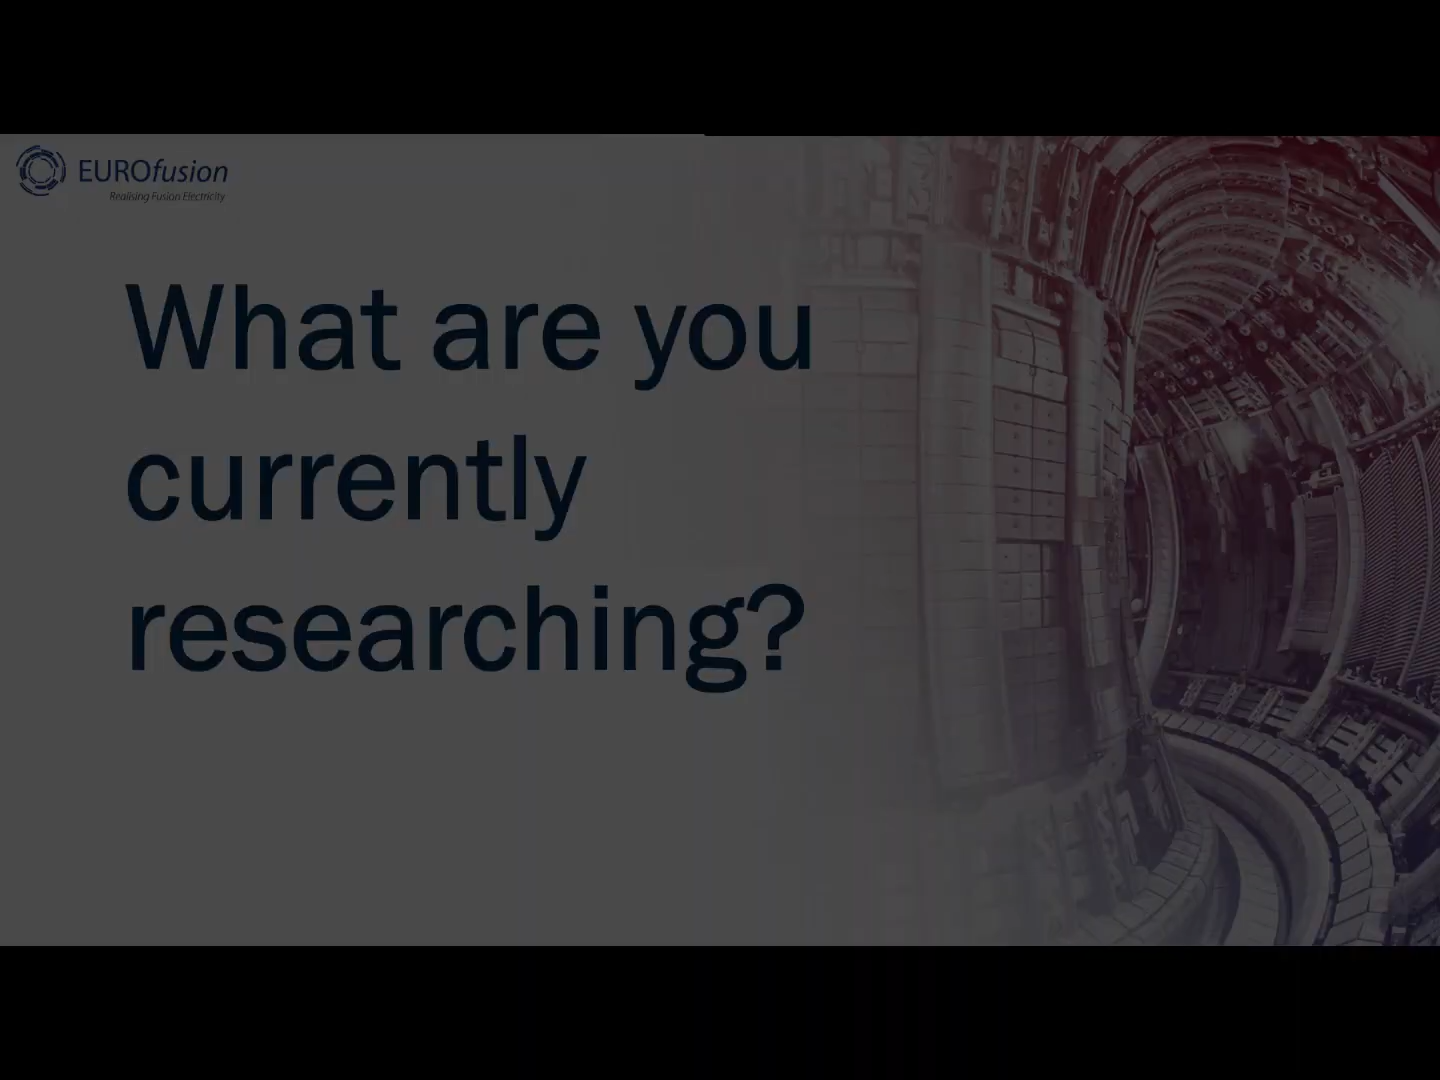 EUROfusion
Realising Fusion Electricity
What are you
currently
researching?